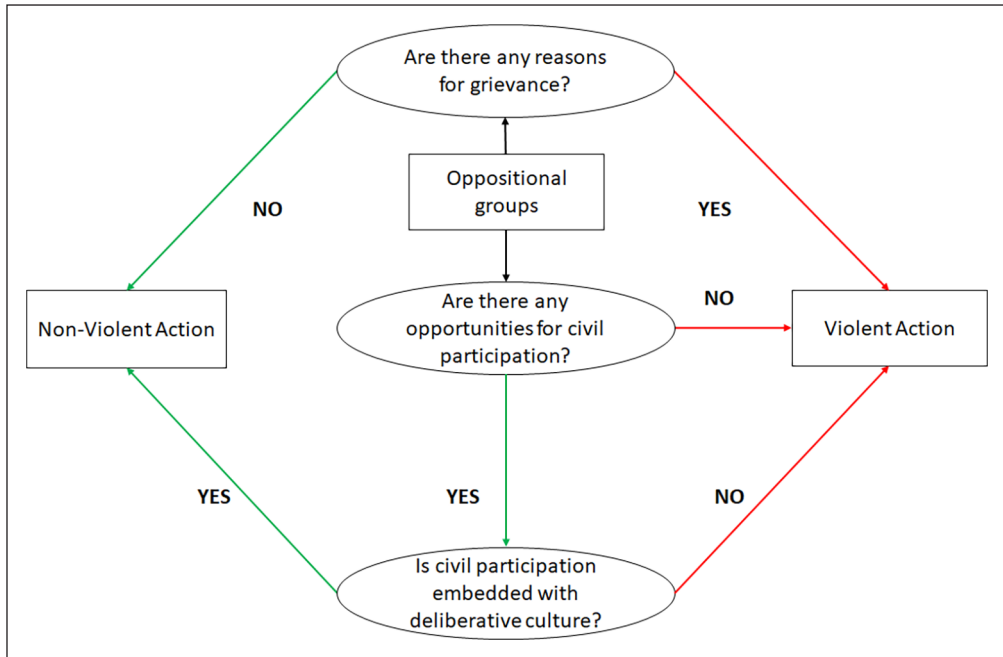 Are there any reasons
for grievance?
Oppositional
groups
NO
YES
Are there any
opportunities for civil
participation?
NO
Non-Violent Action
Violent Action
YES
YES
NO
Is civil participation
embedded with
deliberative culture?